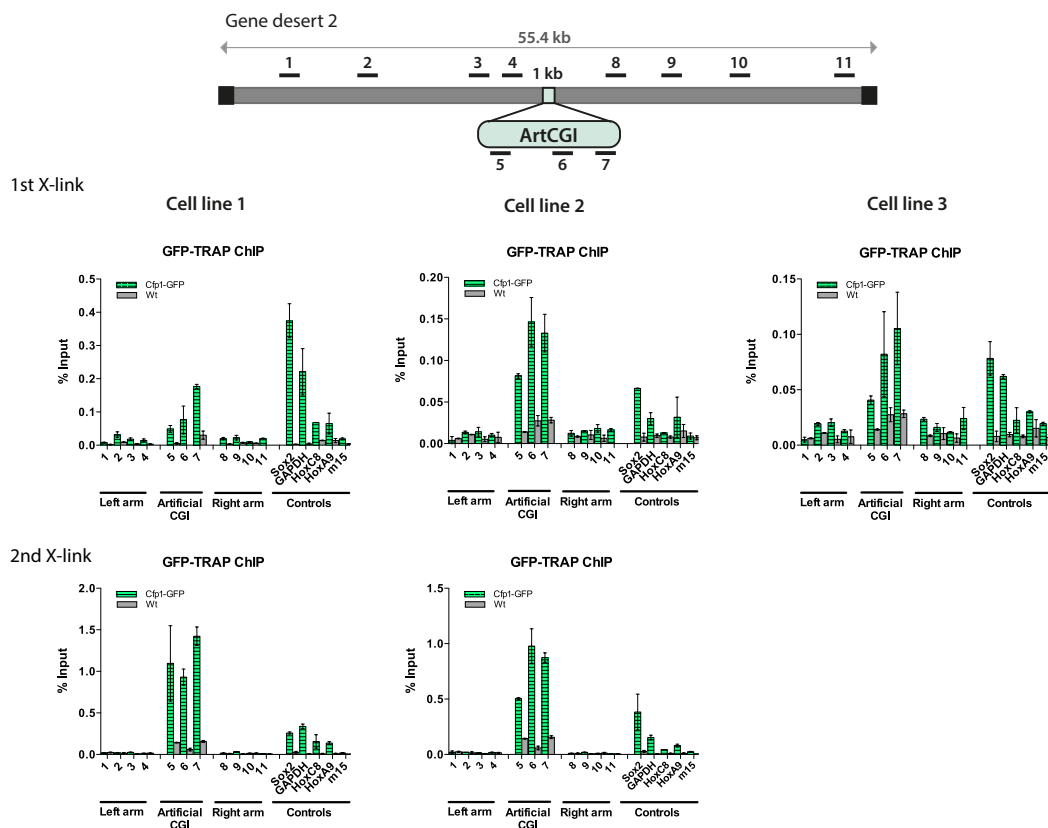 Gene desert 2
55.4 kb
1 2 3 4 8 9 10 11
1 kb
ArtCGI
5 6 7
1st X-link
Cell line 1
GFP-TRAP ChIP
Cfp1-GFP
Wt
% Input
0.5
0.4
0.3
0.2
0.1
0.0
1 2 3 4 5 6 7 8 9 10 11 Sox2 GAPDH HoxC8 HoxA9 m15
Left arm Artificial CGI Right arm Controls
Cell line 2
GFP-TRAP ChIP
Cfp1-GFP
Wt
% Input
0.20
0.15
0.10
0.05
0.00
1 2 3 4 5 6 7 8 9 10 11 Sox2 GAPDH HoxC8 HoxA9 m15
Left arm Artificial CGI Right arm Controls
Cell line 3
GFP-TRAP ChIP
Cfp1-GFP
Wt
% Input
0.15
0.10
0.05
0.00
1 2 3 4 5 6 7 8 9 10 11 Sox2 GAPDH HoxC8 HoxA9 m15
Left arm Artificial CGI Right arm Controls
2nd X-link
GFP-TRAP ChIP
Cfp1-GFP
Wt
% Input
2.0
1.5
1.0
0.5
0.0
1 2 3 4 5 6 7 8 9 10 11 Sox2 GAPDH HoxC8 HoxA9 m15
Left arm Artificial CGI Right arm Controls
GFP-TRAP ChIP
Cfp1-GFP
Wt
% Input
1.5
1.0
0.5
0.0
1 2 3 4 5 6 7 8 9 10 11 Sox2 GAPDH HoxC8 HoxA9 m15
Left arm Artificial CGI Right arm Controls